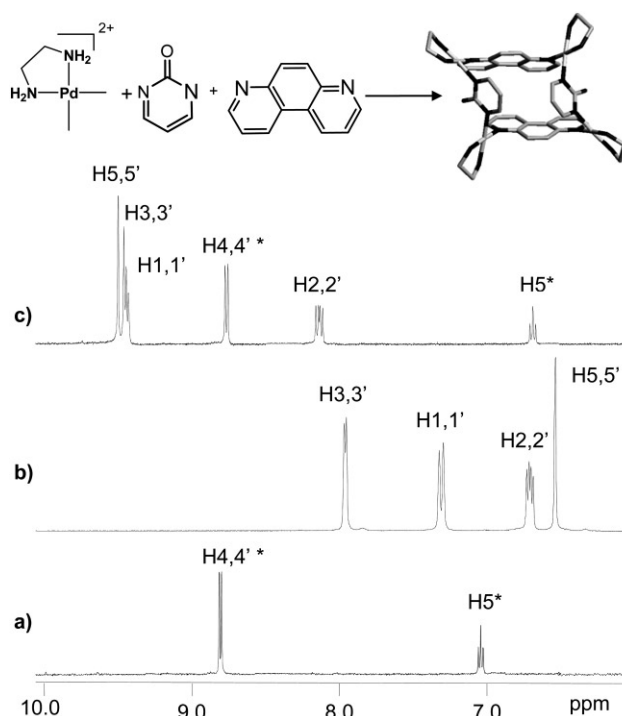 2+
O
NH₂
H₂N Pd
+ N N + N N
H5,5’
H3,3’
H1,1’
H4,4’ *
H2,2’
H5*
c)
H5,5’
H3,3’
H1,1’
H2,2’
b)
H4,4’ *
H5*
a)
10.0 9.0 8.0 7.0 ppm